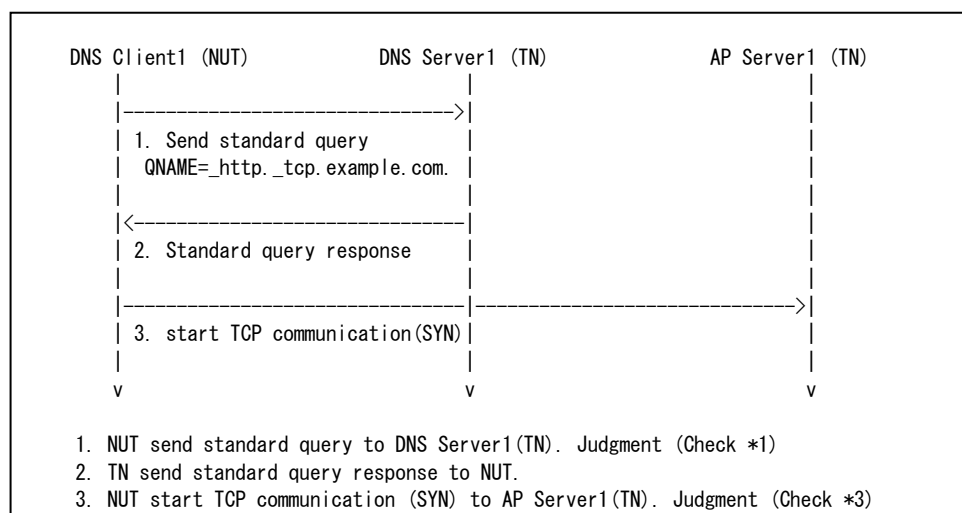 DNS Client1 (NUT) DNS Server1 (TN) AP Server1 (TN)
1. Send standard query
QNAME=_http._tcp.example.com.
2. Standard query response
3. start TCP communication(SYN)
v v v
1. NUT send standard query to DNS Server1(TN). Judgment (Check *1)
2. TN send standard query response to NUT.
3. NUT start TCP communication (SYN) to AP Server1(TN). Judgment (Check *3)